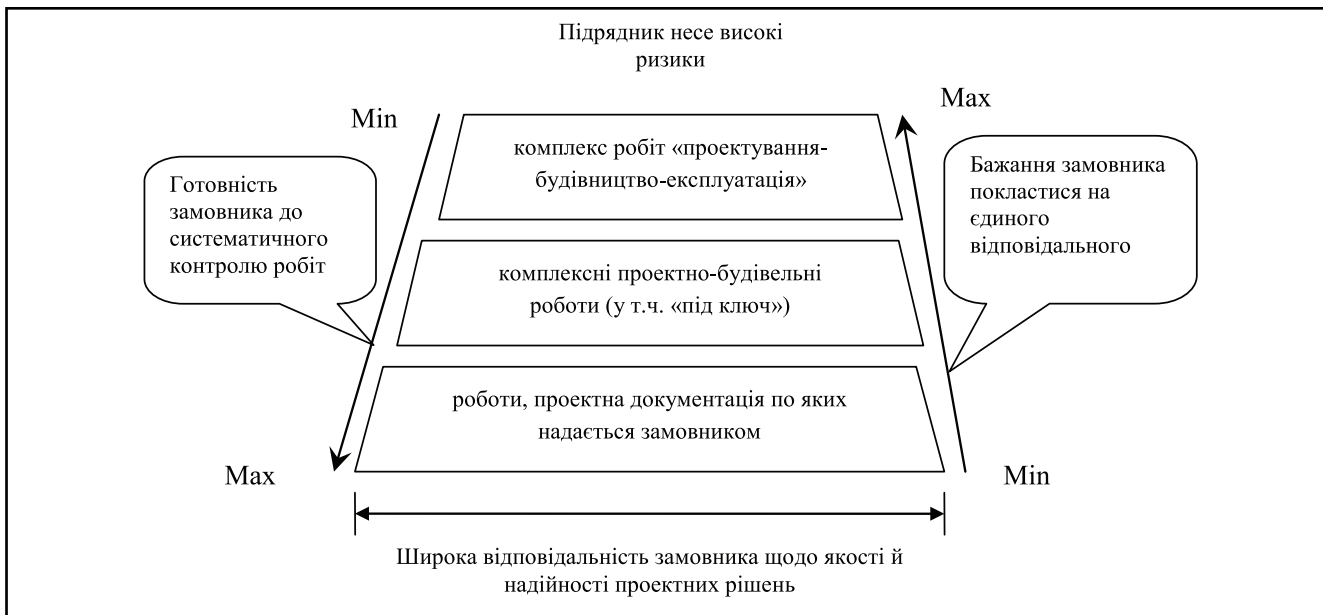 Підрядник несе високі
ризики
Min
Max
комплекс робіт «проектування-
будівництво-експлуатація»
Готовність
замовника до
систематичного
контролю робіт
Бажання замовника
покластися на
єдиного
відповідального
комплексні проектно-будівельні
роботи (у т.ч. «під ключ»)
роботи, проектна документація по яких
надається замовником
Max
Min
Широка відповідальність замовника щодо якості й
надійності проектних рішень